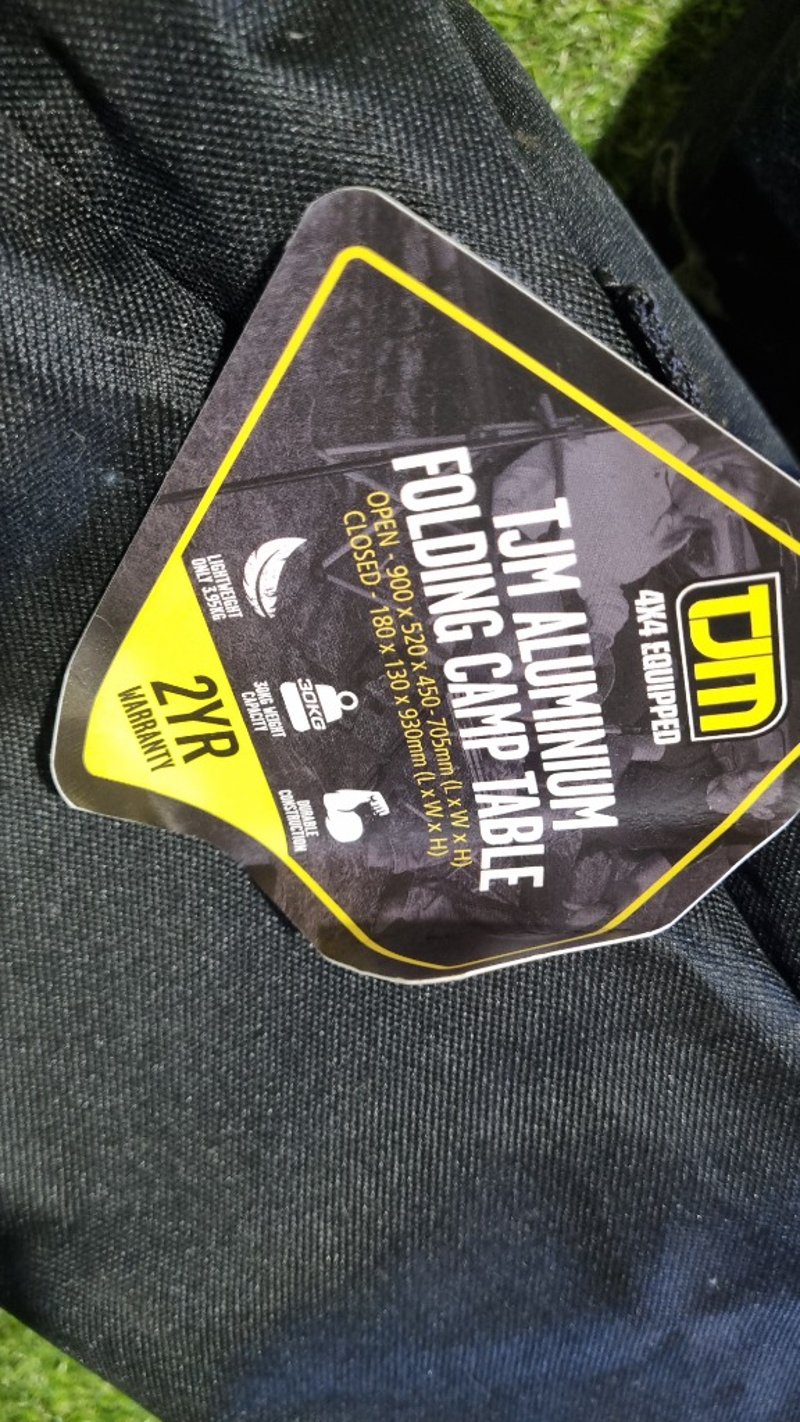 TJM
4X4 EQUIPPED
TJM ALUMINIUM
FOLDING CAMP TABLE
OPEN - 900 x 520 x 450 - 705mm (L x W x H)
CLOSED - 180 x 130 x 930mm (L x W x H)
LIGHTWEIGHT
ONLY 3.95KG
30KG
30KG WEIGHT
CAPACITY
DURABLE
CONSTRUCTION
2YR
WARRANTY